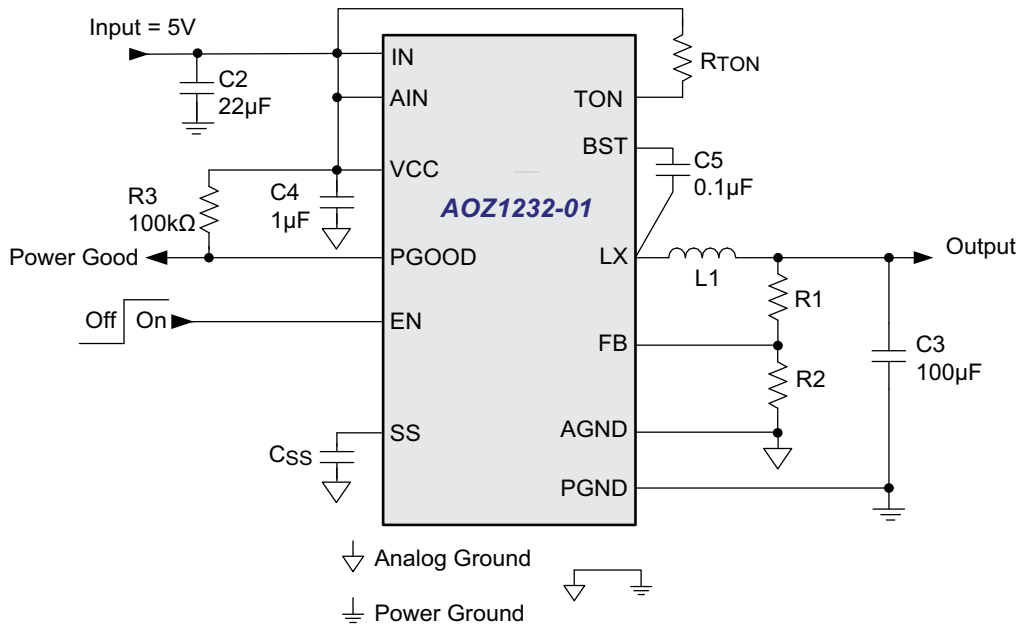 Input = 5V
C2
22µF
IN
AIN
VCC
PGOOD
EN
SS
R3
100kΩ
C4
1µF
Power Good
Off
On
CSS
AOZ1232-01
TON
BST
LX
FB
AGND
PGND
RTON
C5
0.1µF
L1
Output
R1
R2
C3
100µF
Analog Ground
Power Ground